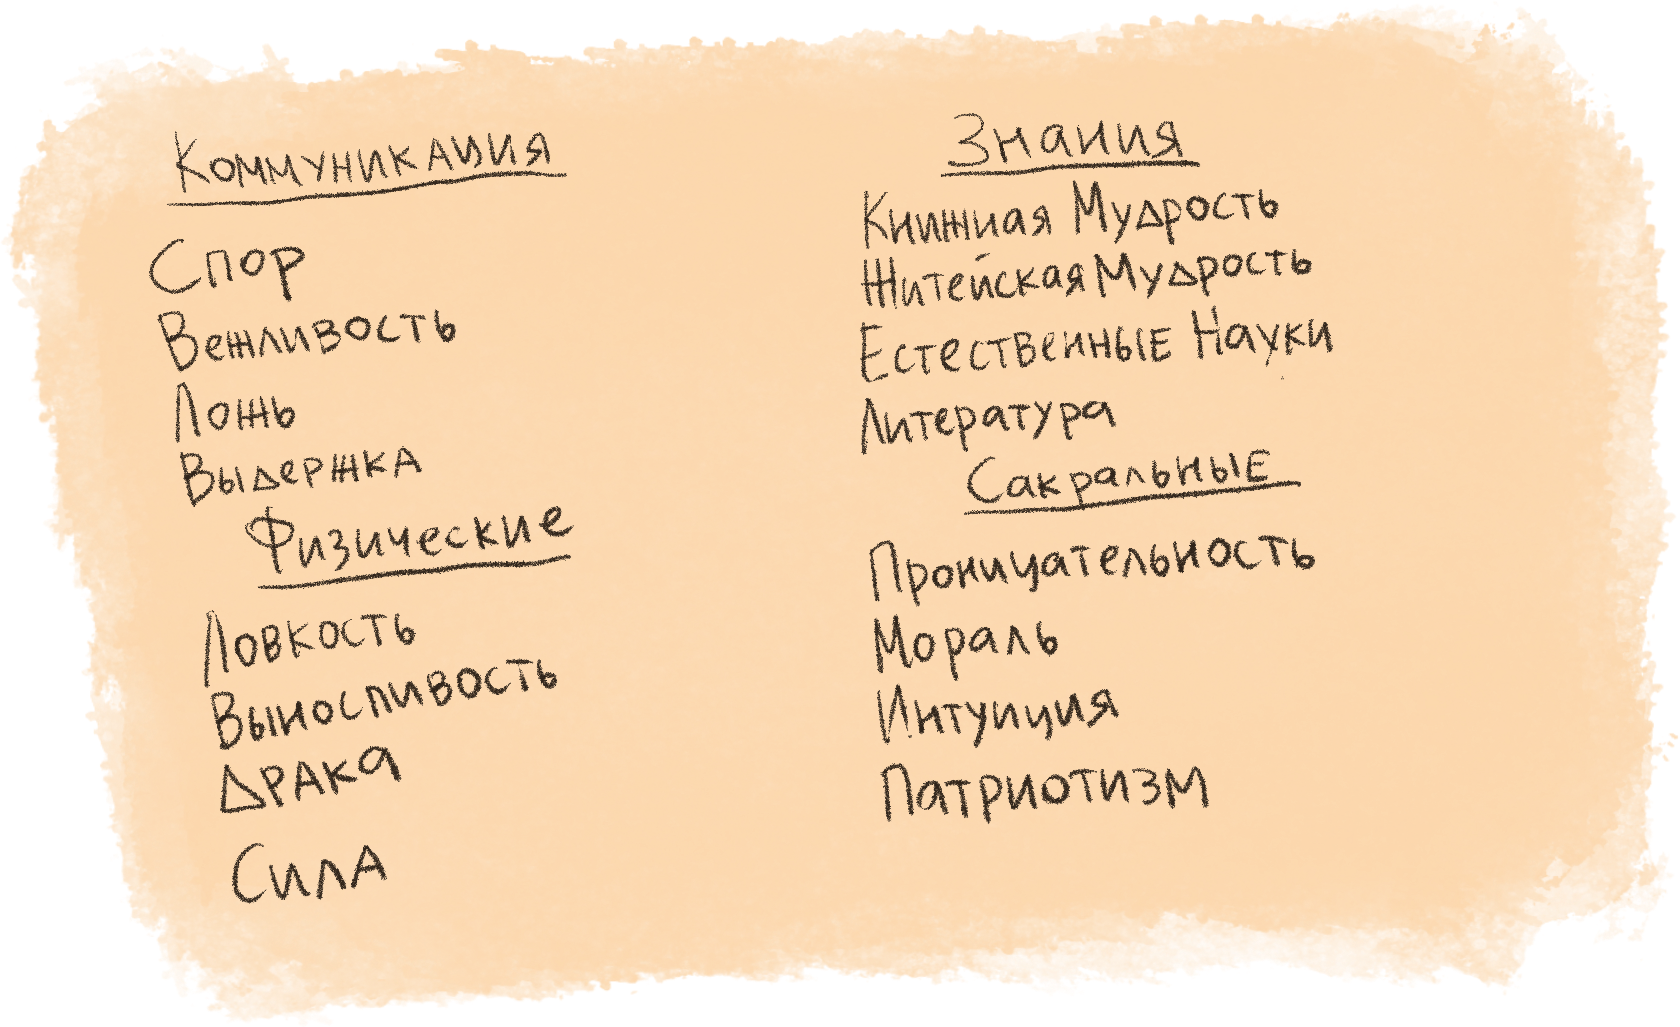 Коммуникация
Спор
Вежливость
Ложь
Выдержка
Физические
Ловкость
Выносливость
Драка
Сила
Знания
Книжная Мудрость
Житейская Мудрость
Естественные Науки
Литература
Сакральные
Проницательность
Мораль
Интуиция
Патриотизм